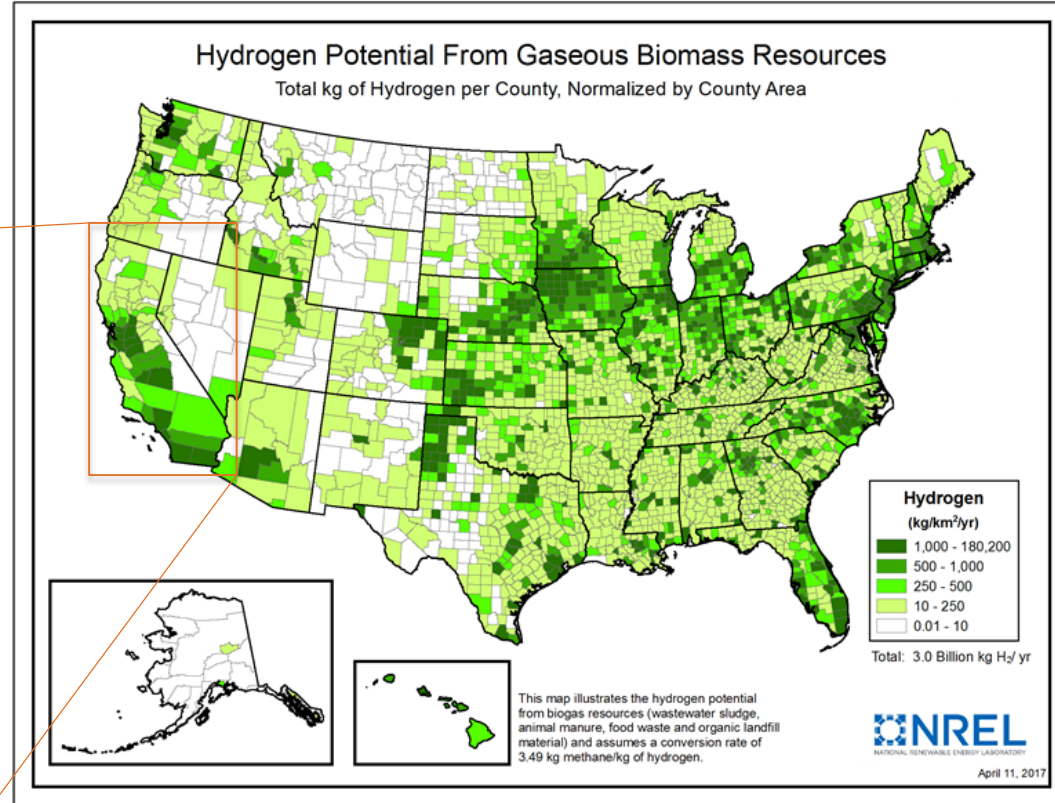 Hydrogen Potential From Gaseous Biomass Resources
Total kg of Hydrogen per County, Normalized by County Area
Hydrogen
(kg/km²/yr)
1,000 - 180,200
500 - 1,000
250 - 500
10 - 250
0.01 - 10
Total: 3.0 Billion kg H₂/ yr
This map illustrates the hydrogen potential
from biogas resources (wastewater sludge,
animal manure, food waste and organic landfill
material) and assumes a conversion rate of
3.49 kg methane/kg of hydrogen.
NREL
NATIONAL RENEWABLE ENERGY LABORATORY
April 11, 2017